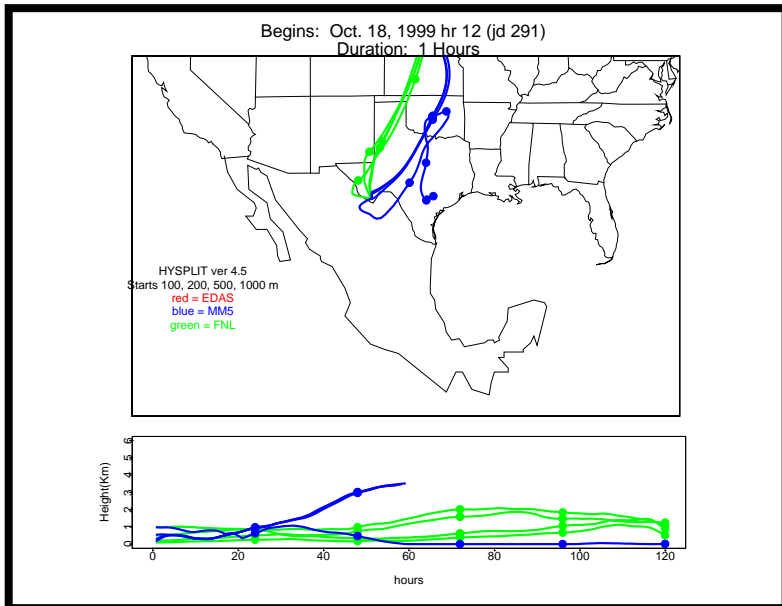 Begins:  Oct. 18, 1999 hr 12 (jd 291)
Duration:  1 Hours
HYSPLIT ver 4.5
Starts 100, 200, 500, 1000 m
red = EDAS
blue = MM5
green = FNL
Height(Km)
6
5
4
3
2
1
0
0 20 40 60 80 100 120
hours